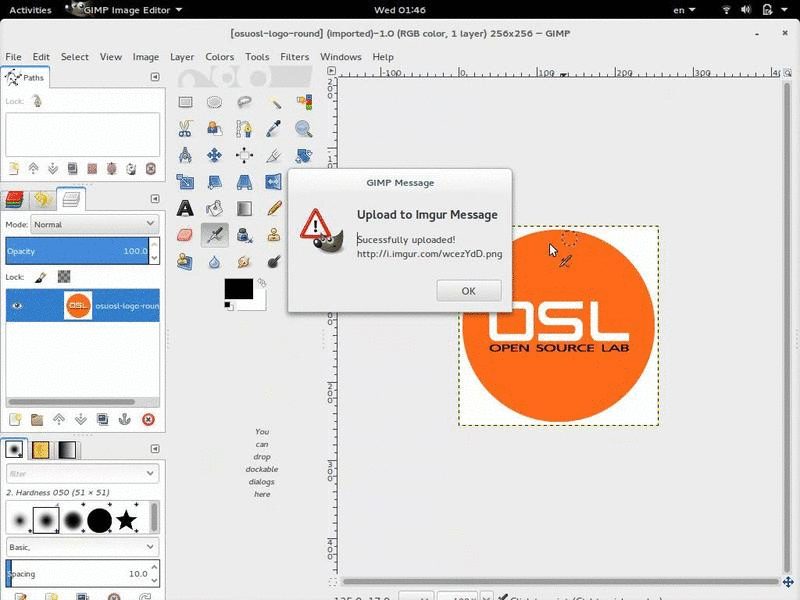 Activities
GIMP Image Editor
Wed 01:46
en
[osuosl-logo-round] (imported)-1.0 (RGB color, 1 layer) 256x256 – GIMP
File Edit Select View Image Layer Colors Tools Filters Windows Help
Paths
Lock:
Mode: Normal
Opacity 100.0
Lock:
osuosl-logo-roun
filter
2. Hardness 050 (51 × 51)
Basic,
Spacing 10.0
You
can
drop
dockable
dialogs
here
-100 0 100 200 300
GIMP Message
Upload to Imgur Message
Sucessfully uploaded!
http://i.imgur.com/wcezYdD.png
OK
OSL
OPEN SOURCE LAB